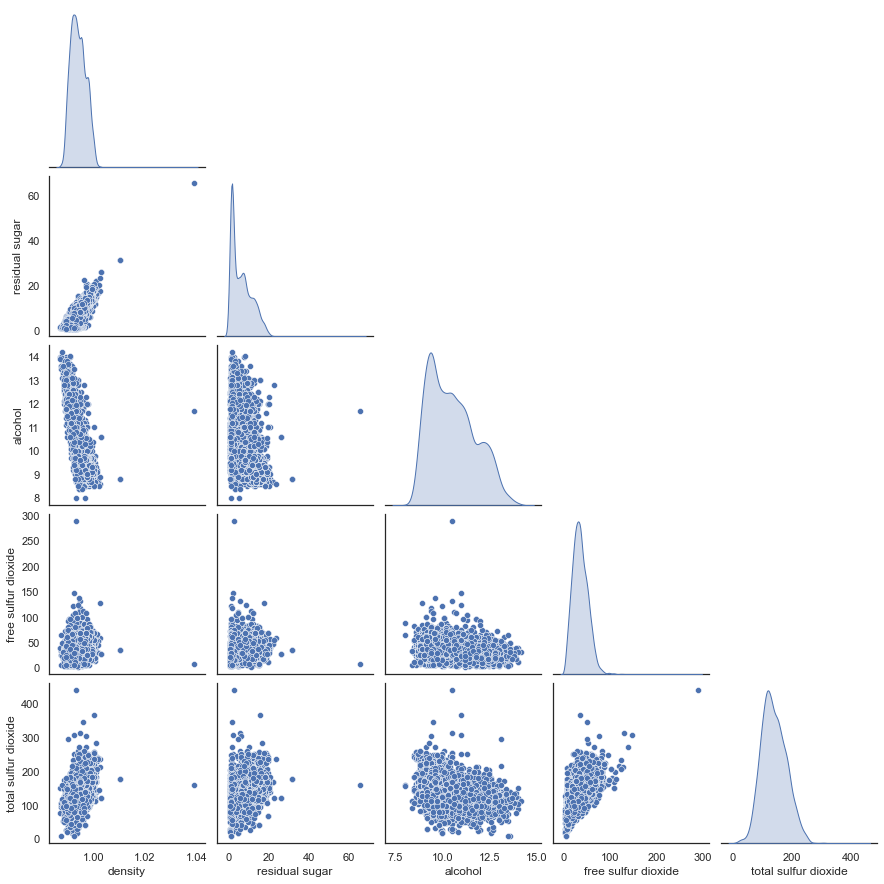 60
40
20
0
residual sugar
14
13
12
11
10
9
8
alcohol
300
250
200
150
100
50
0
free sulfur dioxide
400
300
200
100
0
total sulfur dioxide
1.00 1.02 1.04
density
0 20 40 60
residual sugar
7.5 10.0 12.5 15.0
alcohol
0 100 200 300
free sulfur dioxide
0 200 400
total sulfur dioxide